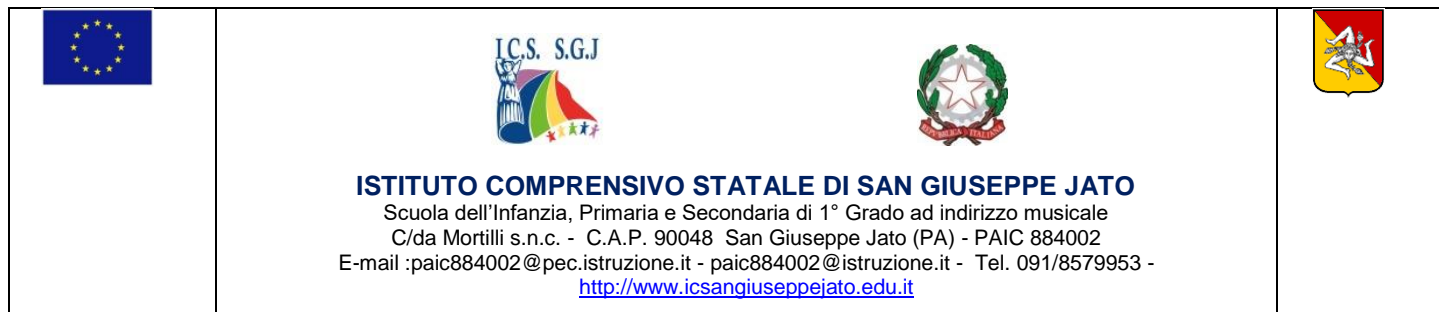 I.C.S. S.G.J
REPUBBLICA ITALIANA
ISTITUTO COMPRENSIVO STATALE DI SAN GIUSEPPE JATO
Scuola dell'Infanzia, Primaria e Secondaria di 1° Grado ad indirizzo musicale
C/da Mortilli s.n.c. - C.A.P. 90048 San Giuseppe Jato (PA) - PAIC 884002
E-mail :paic884002@pec.istruzione.it - paic884002@istruzione.it - Tel. 091/8579953 -
http://www.icsangiuseppejato.edu.it